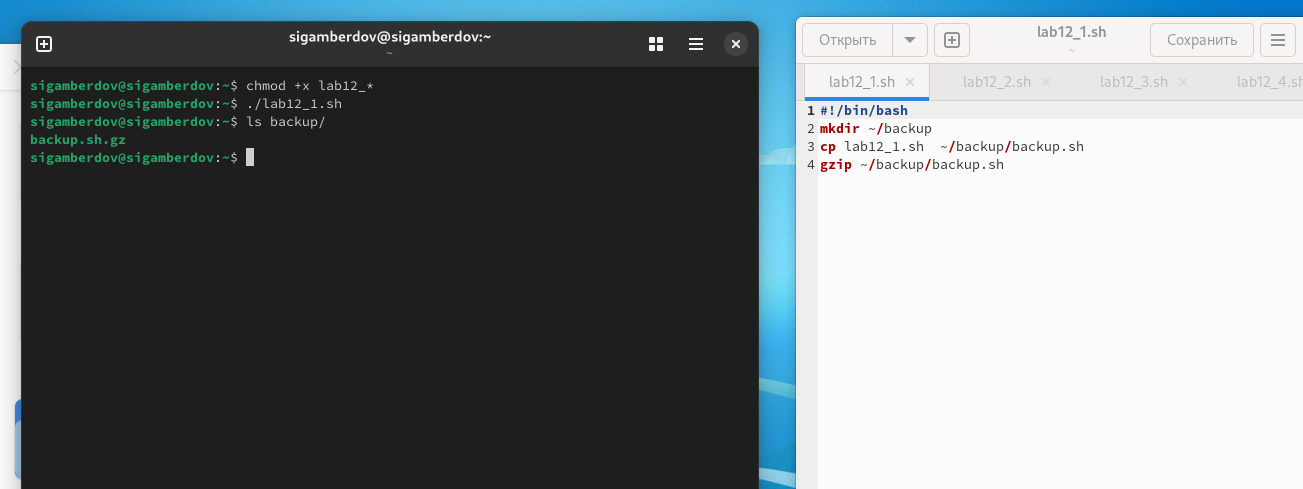 sigamberdov@sigamberdov:~
~
sigamberdov@sigamberdov:~$ chmod +x lab12_*
sigamberdov@sigamberdov:~$ ./lab12_1.sh
sigamberdov@sigamberdov:~$ ls backup/
backup.sh.gz
sigamberdov@sigamberdov:~$
Открыть
lab12_1.sh
~
Сохранить
lab12_1.sh lab12_2.sh lab12_3.sh lab12_4.sh
1 #!/bin/bash
2 mkdir ~/backup
3 cp lab12_1.sh  ~/backup/backup.sh
4 gzip ~/backup/backup.sh